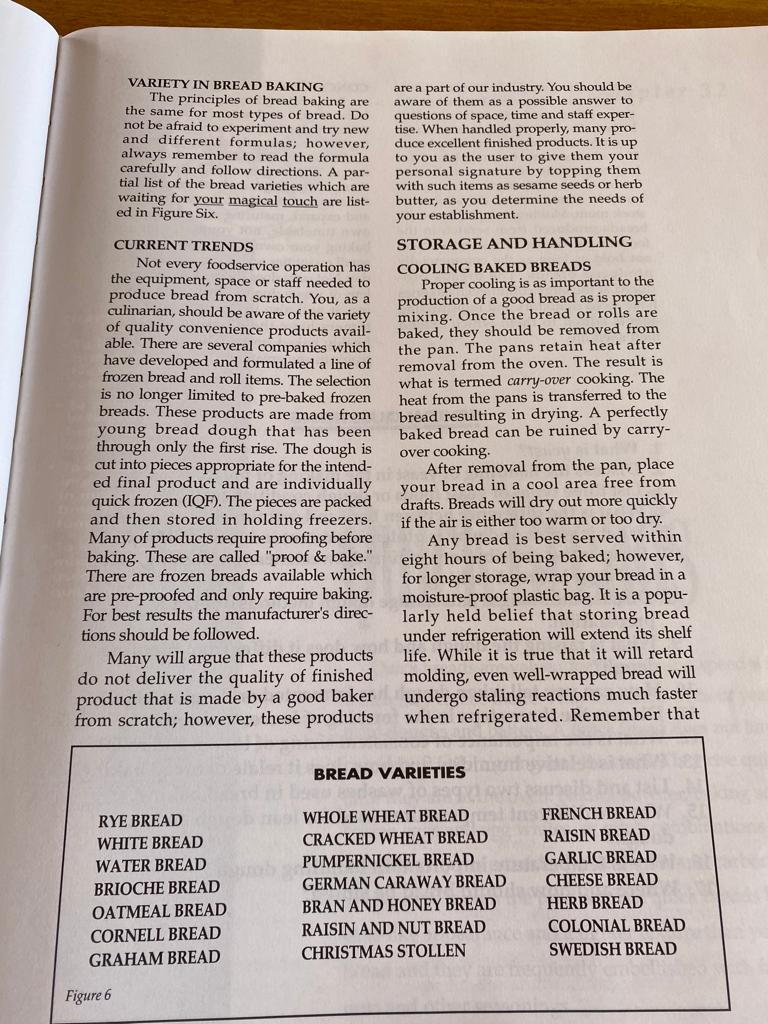 VARIETY IN BREAD BAKING
The principles of bread baking are
the same for most types of bread. Do
not be afraid to experiment and try new
and different formulas; however,
always remember to read the formula
carefully and follow directions. A par-
tial list of the bread varieties which are
waiting for your magical touch are list-
ed in Figure Six.
CURRENT TRENDS
Not every foodservice operation has
the equipment, space or staff needed to
produce bread from scratch. You, as a
culinarian, should be aware of the variety
of quality convenience products avail-
able. There are several companies which
have developed and formulated a line of
frozen bread and roll items. The selection
is no longer limited to pre-baked frozen
breads. These products are made from
young bread dough that has been
through only the first rise. The dough is
cut into pieces appropriate for the intend-
ed final product and are individually
quick frozen (IQF). The pieces are packed
and then stored in holding freezers.
Many of products require proofing before
baking. These are called "proof & bake."
There are frozen breads available which
are pre-proofed and only require baking.
For best results the manufacturer's direc-
tions should be followed.
Many will argue that these products
do not deliver the quality of finished
product that is made by a good baker
from scratch; however, these products
are a part of our industry. You should be
aware of them as a possible answer to
questions of space, time and staff exper-
tise. When handled properly, many pro-
duce excellent finished products. It is up
to you as the user to give them your
personal signature by topping them
with such items as sesame seeds or herb
butter, as you determine the needs of
your establishment.
STORAGE AND HANDLING
COOLING BAKED BREADS
Proper cooling is as important to the
production of a good bread as is proper
mixing. Once the bread or rolls are
baked, they should be removed from
the pan. The pans retain heat after
removal from the oven. The result is
what is termed carry-over cooking. The
heat from the pans is transferred to the
bread resulting in drying. A perfectly
baked bread can be ruined by carry-
over cooking.
After removal from the pan, place
your bread in a cool area free from
drafts. Breads will dry out more quickly
if the air is either too warm or too dry.
Any bread is best served within
eight hours of being baked; however,
for longer storage, wrap your bread in a
moisture-proof plastic bag. It is a popu-
larly held belief that storing bread
under refrigeration will extend its shelf
life. While it is true that it will retard
molding, even well-wrapped bread will
undergo staling reactions much faster
when refrigerated. Remember that
BREAD VARIETIES
RYE BREAD
WHITE BREAD
WATER BREAD
BRIOCHE BREAD
OATMEAL BREAD
CORNELL BREAD
GRAHAM BREAD
WHOLE WHEAT BREAD
CRACKED WHEAT BREAD
PUMPERNICKEL BREAD
GERMAN CARAWAY BREAD
BRAN AND HONEY BREAD
RAISIN AND NUT BREAD
CHRISTMAS STOLLEN
FRENCH BREAD
RAISIN BREAD
GARLIC BREAD
CHEESE BREAD
HERB BREAD
COLONIAL BREAD
SWEDISH BREAD
Figure 6